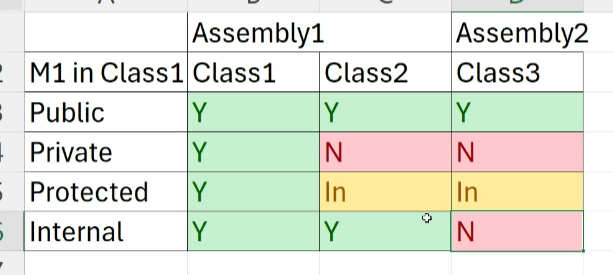 Assembly1 Assembly2
M1 in Class1 Class1 Class2 Class3
Public Y Y Y
Private Y N N
Protected Y In In
Internal Y Y N